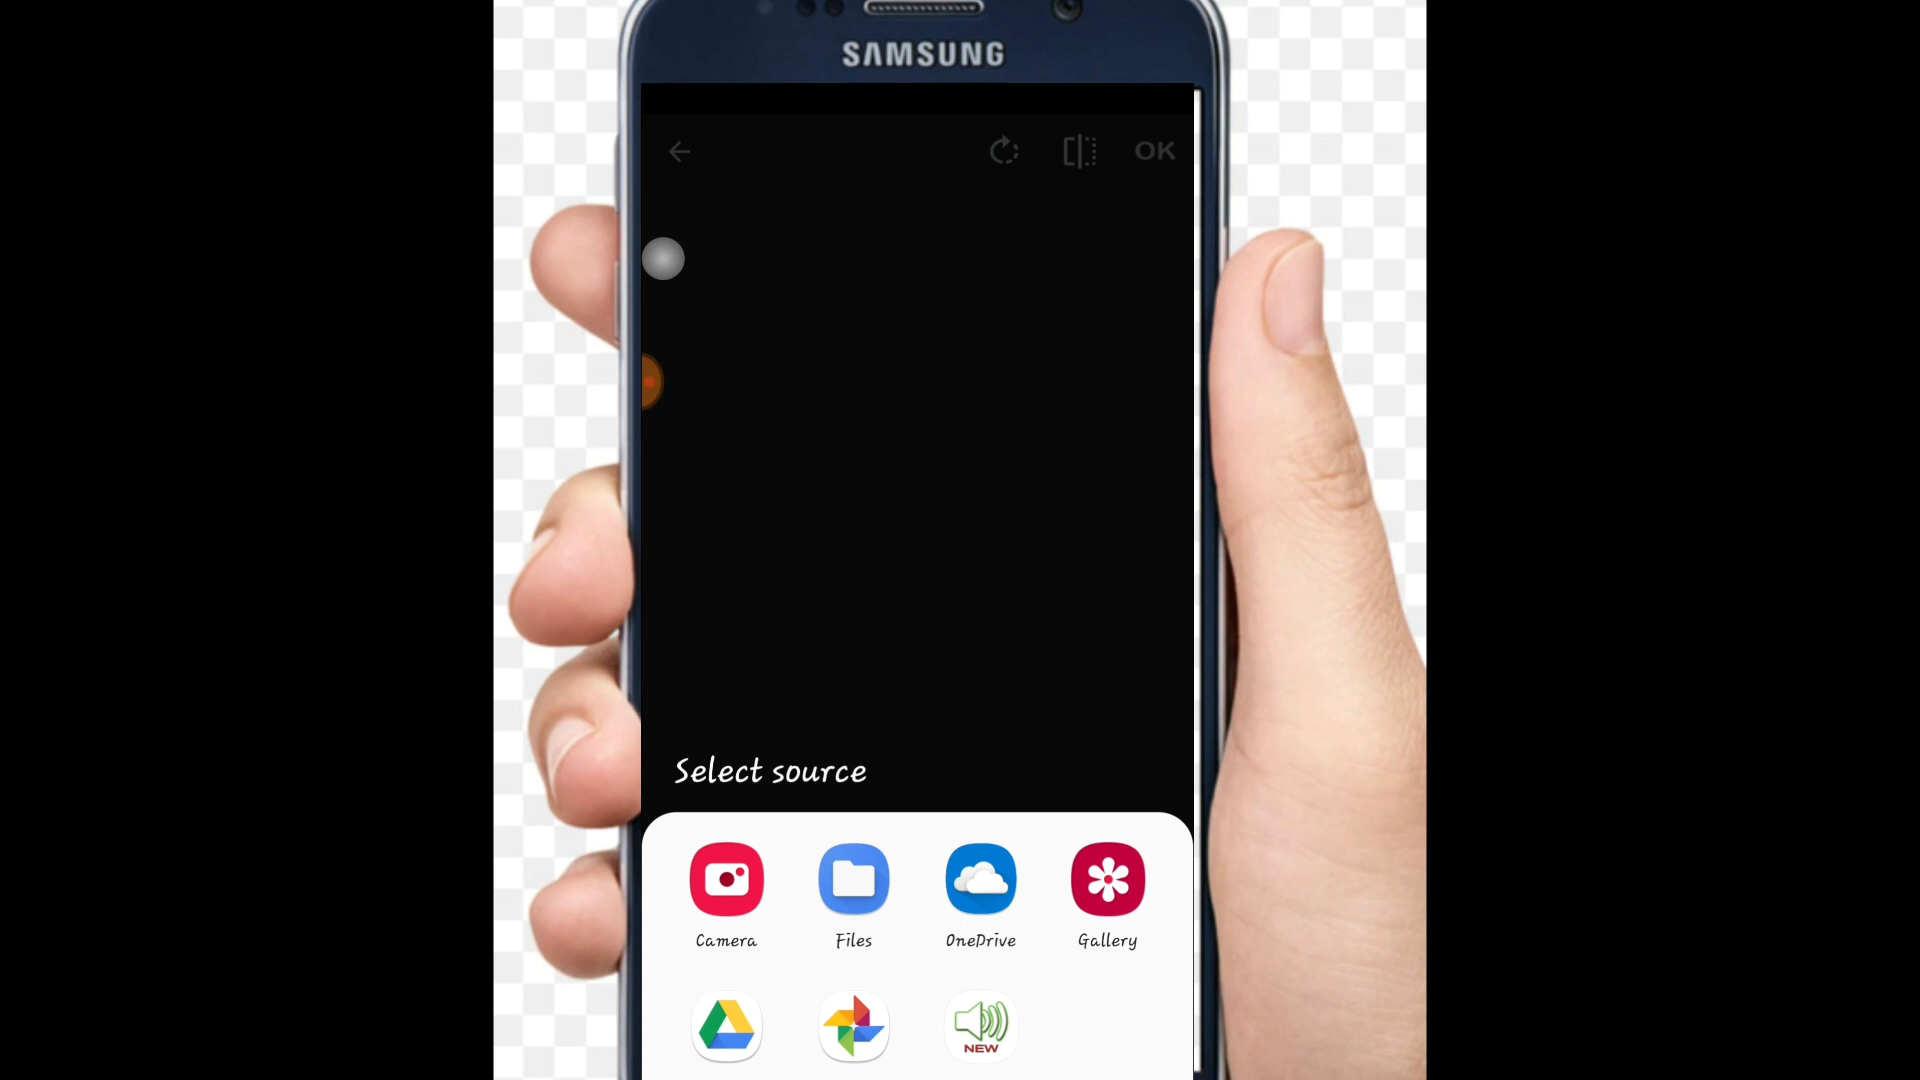 SAMSUNG
OK
Select source
Camera
Files
OneDrive
Gallery
NEW